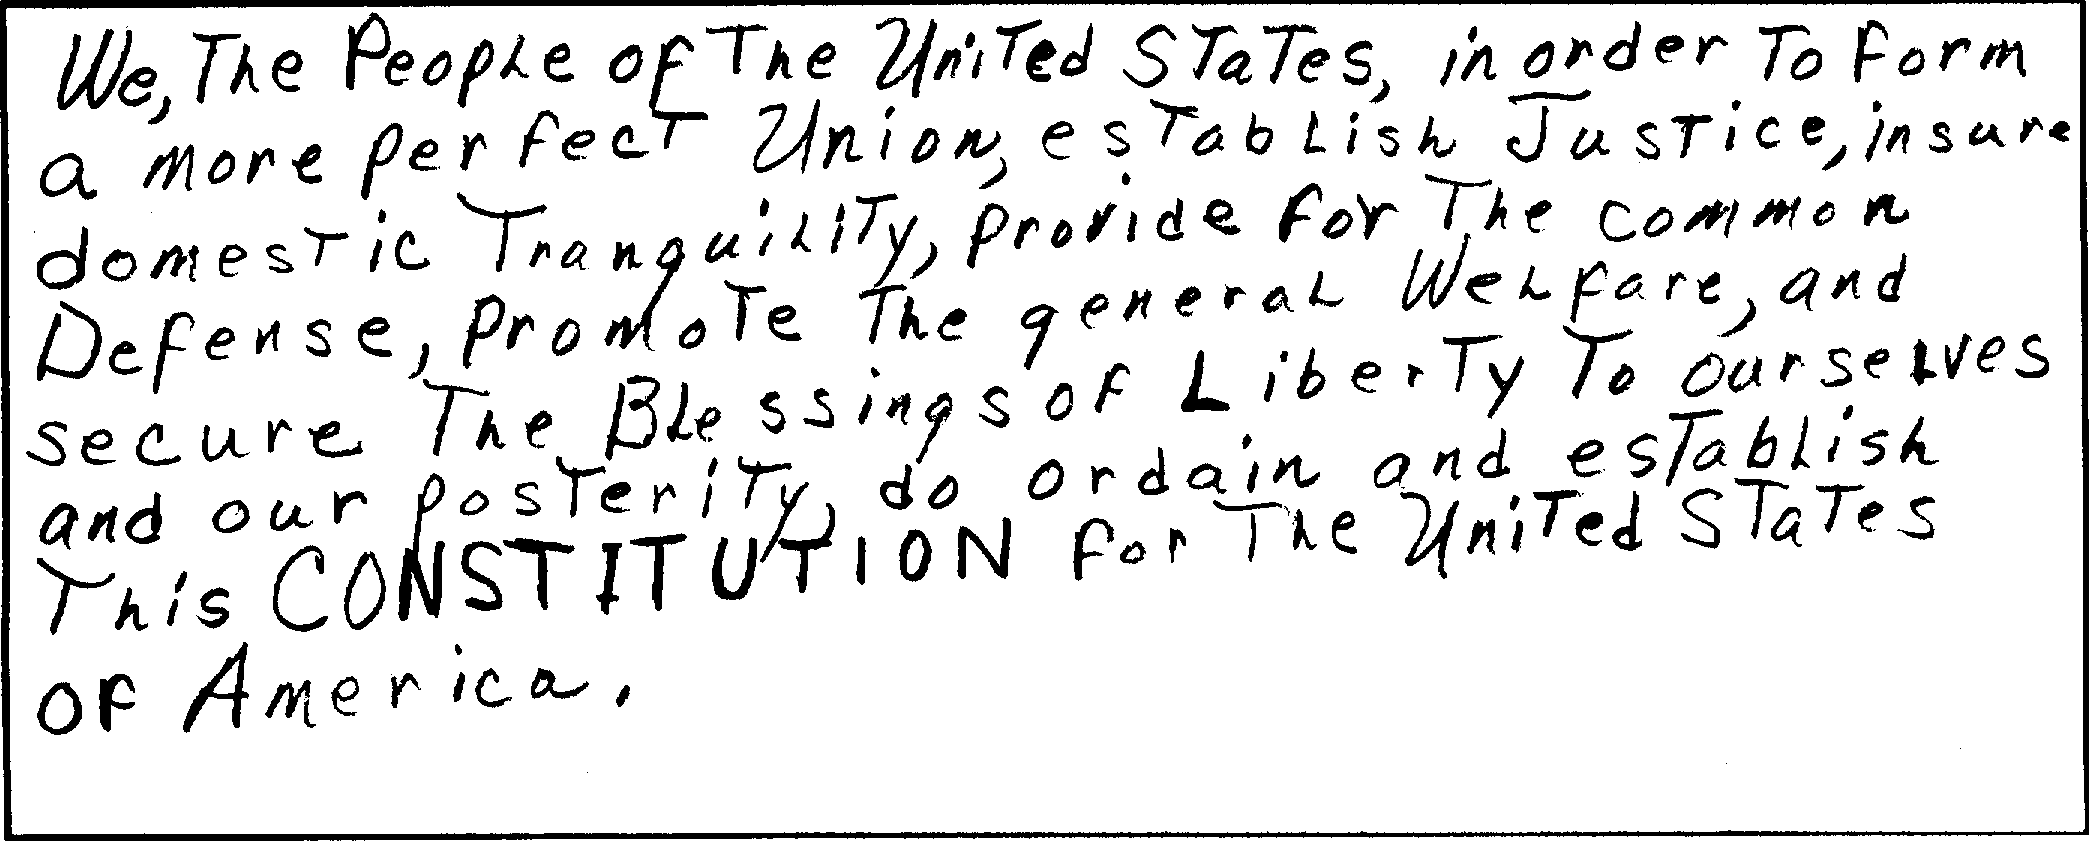 We, The People of The United States, in order To form
a more perfect Union, establish Justice, insure
domestic Tranquility, provide for The common
Defense, promote The general Welfare, and
secure The Blessings of Liberty To ourselves
and our posterity, do ordain and establish
This CONSTITUTION for The United States
of America.